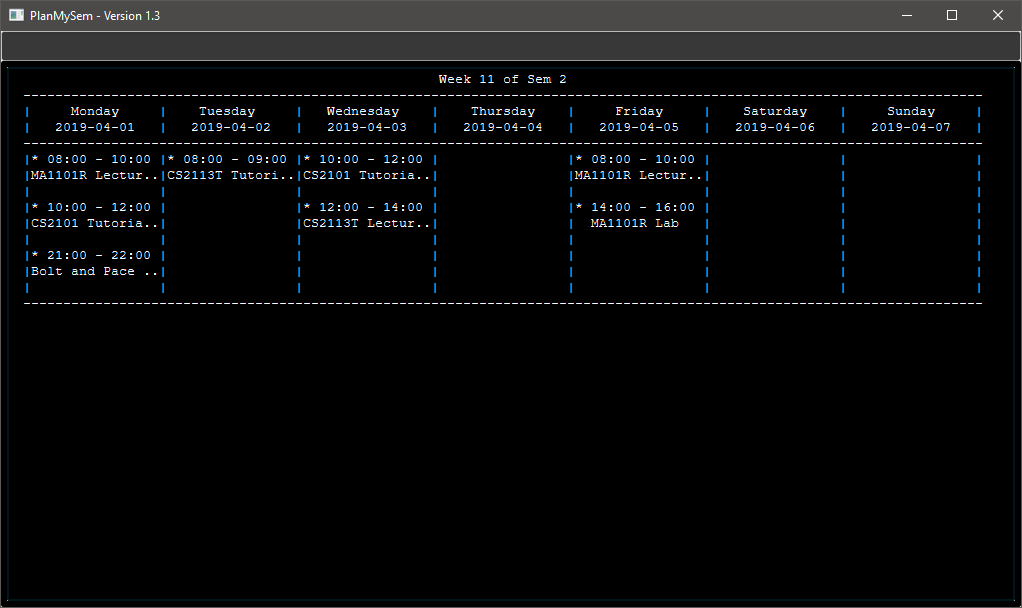 PlanMySem - Version 1.3
Week 11 of Sem 2
-
| Monday | Tuesday | Wednesday | Thursday | Friday | Saturday | Sunday |
| 2019-04-01 | 2019-04-02 | 2019-04-03 | 2019-04-04 | 2019-04-05 | 2019-04-06 | 2019-04-07 |
|* 08:00 - 10:00 |* 08:00 - 09:00 |* 10:00 - 12:00 | |* 08:00 - 10:00 | | |
|MA1101R Lectur..|CS2113T Tutori..|CS2101 Tutoria..| |MA1101R Lectur..| | |
|* 10:00 - 12:00 | |* 12:00 - 14:00 | |* 14:00 - 16:00 | | |
|CS2101 Tutoria..| |CS2113T Lectur..| | MA1101R Lab | | |
|* 21:00 - 22:00 | | | | | | |
|Bolt and Pace ..| | | | | | |